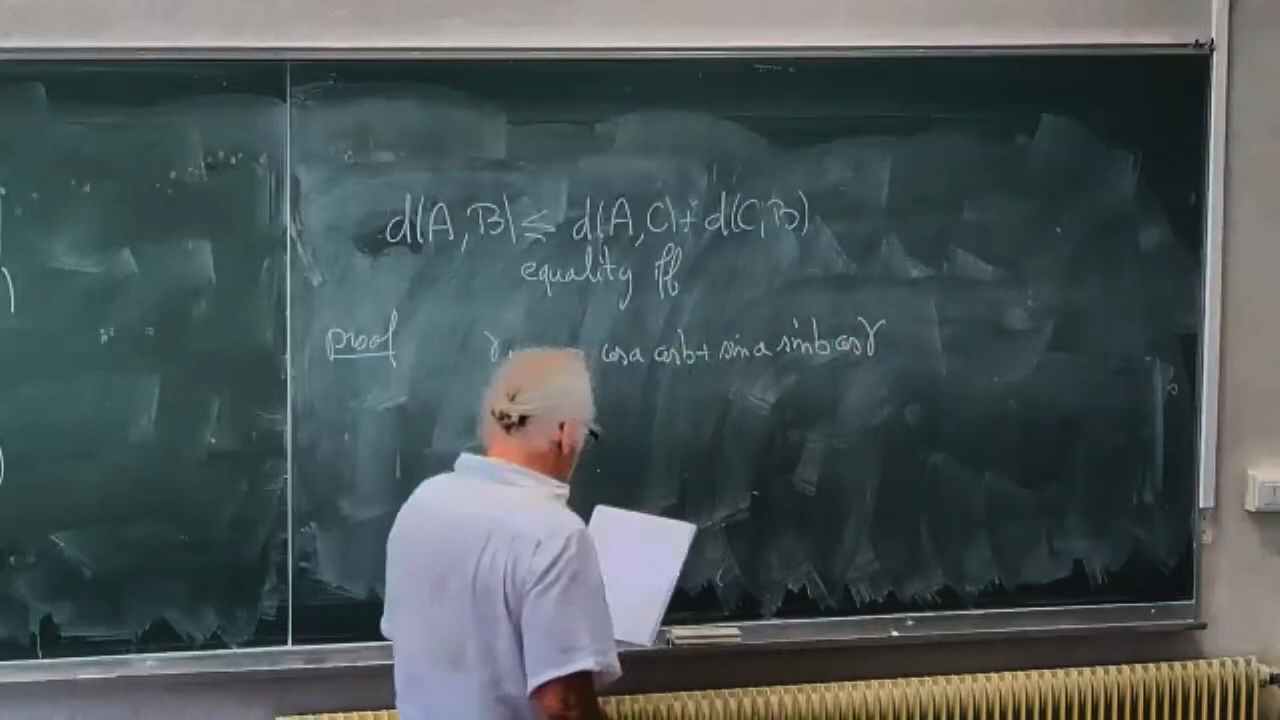 d(A,B) ≤ d(A,C) + d(C,B)
equality iff
proof γ cos a cos b + sin a sin b cos γ